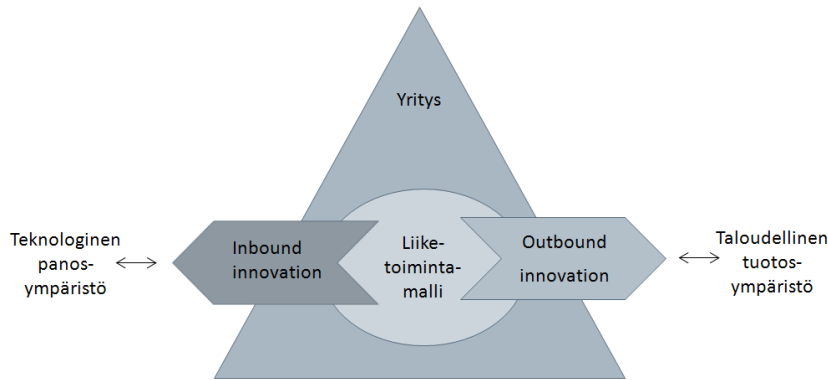 Yritys
Teknologinen
panos-
ympäristö
Inbound
innovation
Liike-
toiminta-
malli
Outbound
innovation
Taloudellinen
tuotos-
ympäristö